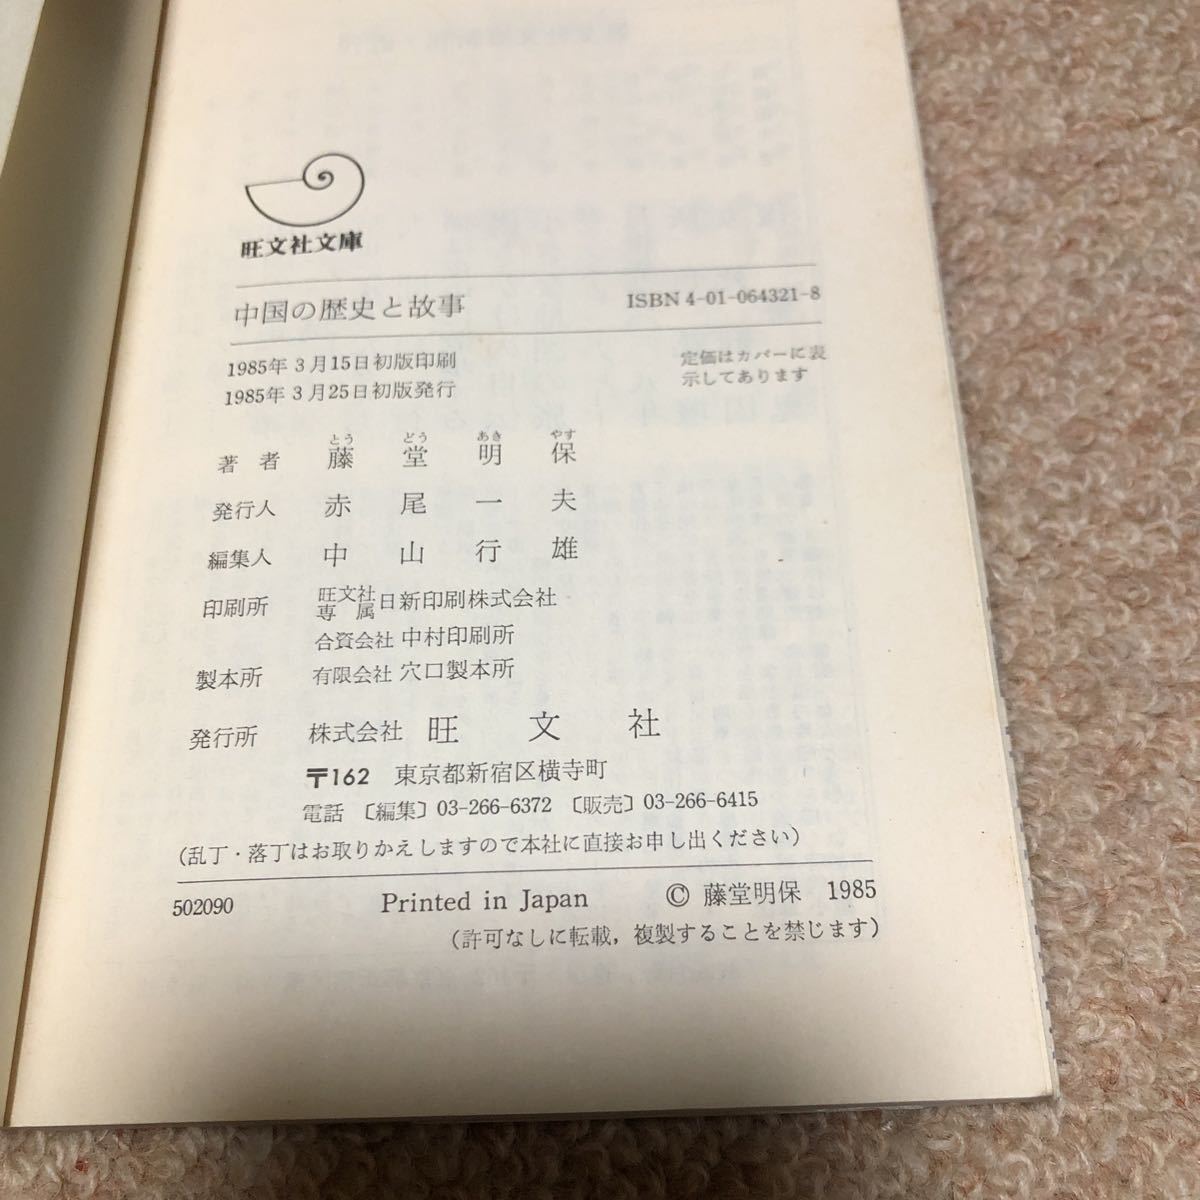 旺文社文庫
中国の歴史と故事 ISBN 4-01-064321-8
1985年3月15日初版印刷
1985年3月25日初版発行
定価はカバーに表
示してあります
とう どう あき やす
著者 藤堂明保
発行人 赤尾一夫
編集人 中山行雄
印刷所 旺文社専属 日新印刷株式会社
合資会社 中村印刷所
製本所 有限会社 穴口製本所
発行所 株式会社 旺文社
〒162 東京都新宿区横寺町
電話〔編集〕03-266-6372〔販売〕03-266-6415
(乱丁・落丁はお取りかえしますので本社に直接お申し出ください)
502090 Printed in Japan © 藤堂明保 1985
(許可なしに転載,複製することを禁じます)